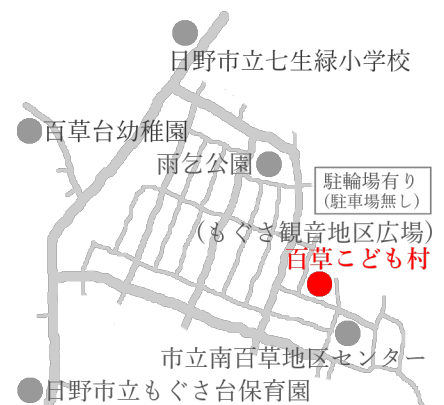 日野市立七生緑小学校
百草台幼稚園
雨乞公園
駐輪場有り
(駐車場無し)
(もぐさ観音地区広場)
百草こども村
市立南百草地区センター
日野市立もぐさ台保育園